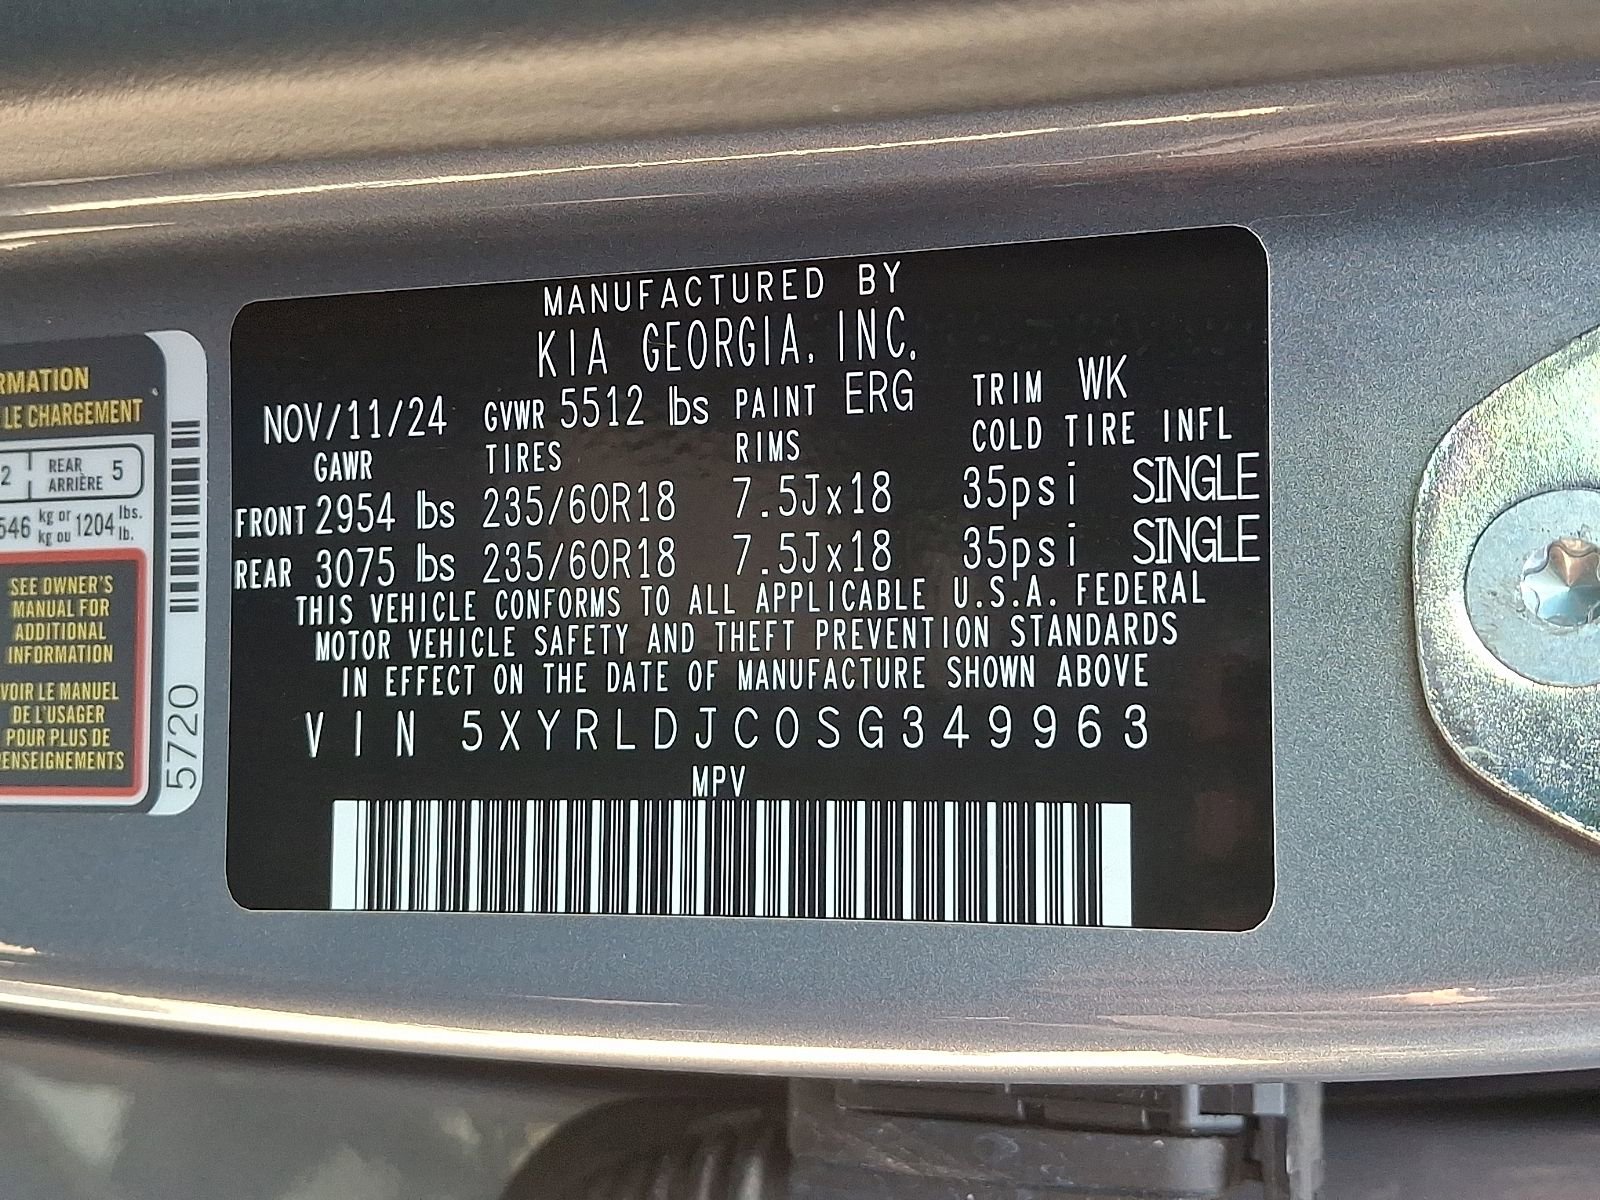 MANUFACTURED BY
KIA GEORGIA, INC.
NOV/11/24 GVWR 5512 lbs PAINT ERG TRIM WK
GAWR TIRES RIMS COLD TIRE INFL
FRONT 2954 lbs 235/60R18 7.5Jx18 35psi SINGLE
REAR 3075 lbs 235/60R18 7.5Jx18 35psi SINGLE
THIS VEHICLE CONFORMS TO ALL APPLICABLE U.S.A. FEDERAL
MOTOR VEHICLE SAFETY AND THEFT PREVENTION STANDARDS
IN EFFECT ON THE DATE OF MANUFACTURE SHOWN ABOVE
VIN 5XYRLDJC0SG349963
MPV
RMATION
LE CHARGEMENT
2 REAR ARRIÈRE 5
546 kg or kg ou 1204 lbs. lb.
SEE OWNER'S
MANUAL FOR
ADDITIONAL
INFORMATION
VOIR LE MANUEL
DE L'USAGER
POUR PLUS DE
RENSEIGNEMENTS
5720